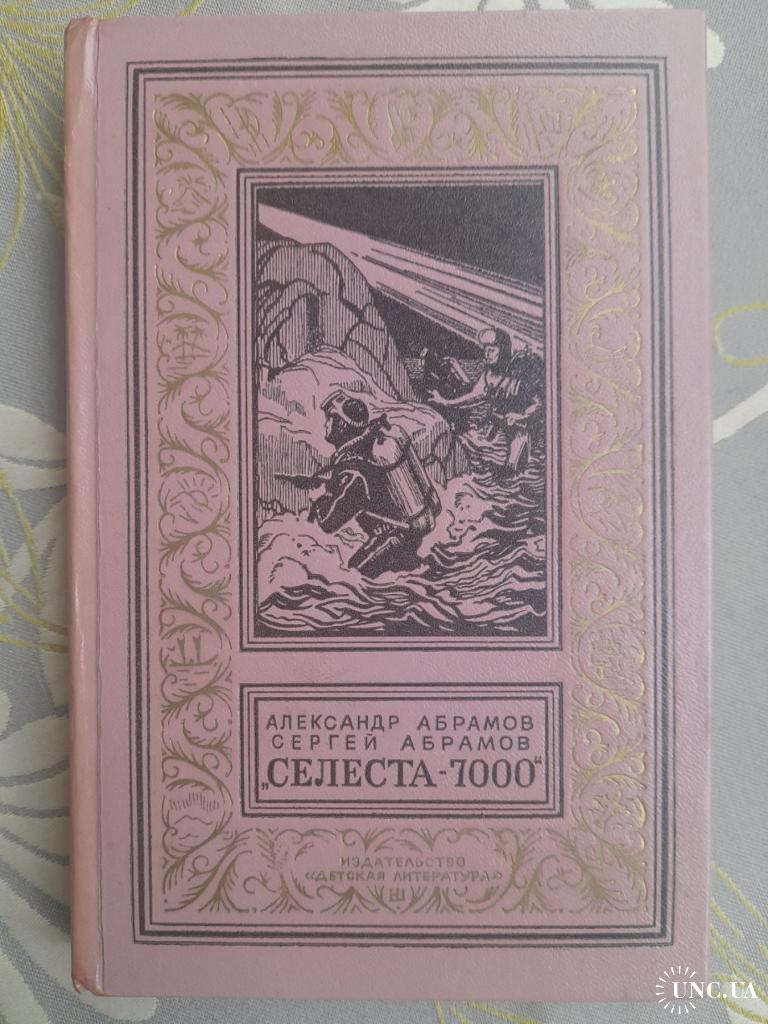 АЛЕКСАНДР АБРАМОВ
СЕРГЕЙ АБРАМОВ
„СЕЛЕСТА-7000“
ИЗДАТЕЛЬСТВО
«ДЕТСКАЯ ЛИТЕРАТУРА»
UNC.UA